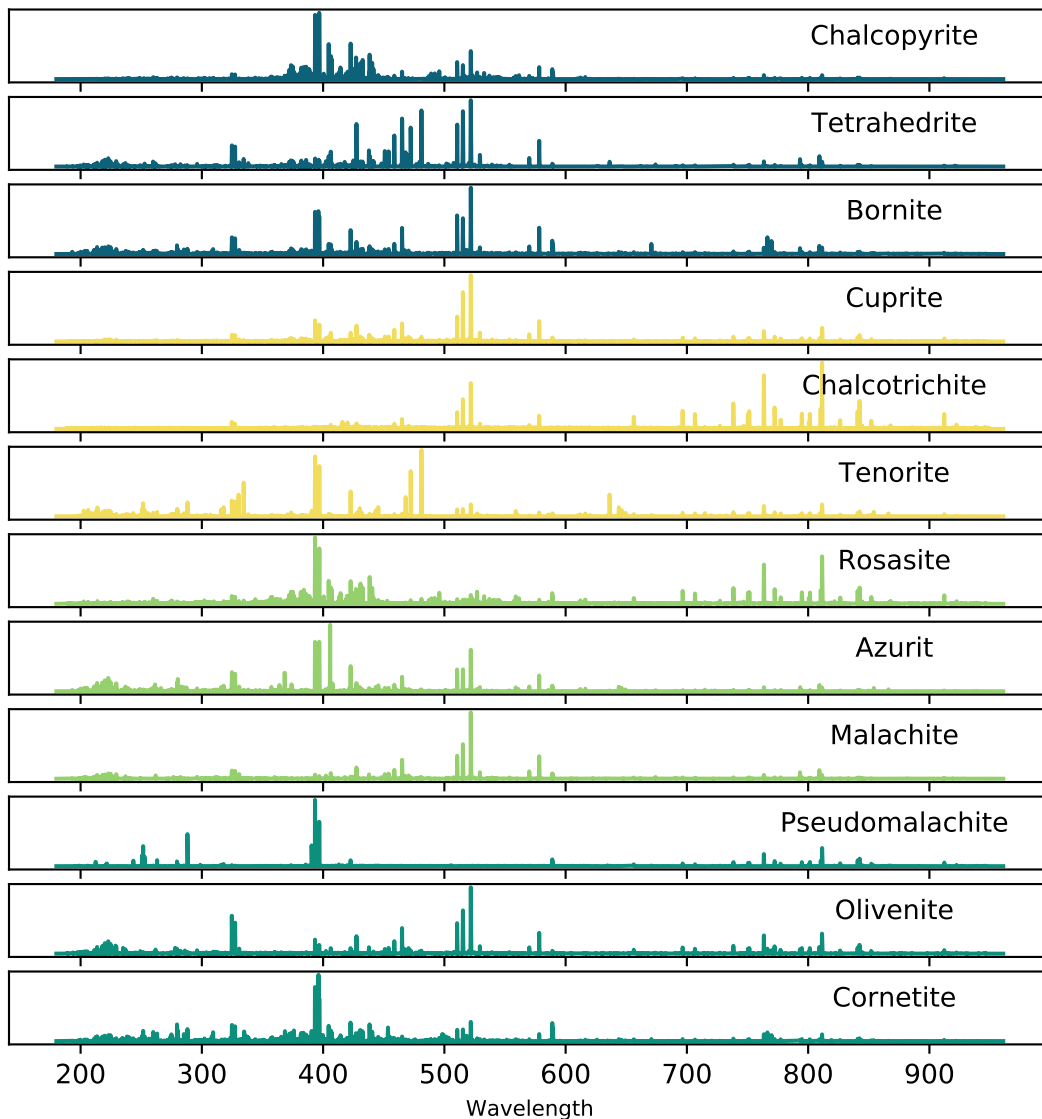 Chalcopyrite
Tetrahedrite
Bornite
Cuprite
Chalcotrichite
Tenorite
Rosasite
Azurit
Malachite
Pseudomalachite
Olivenite
Cornetite
200 300 400 500 600 700 800 900
Wavelength